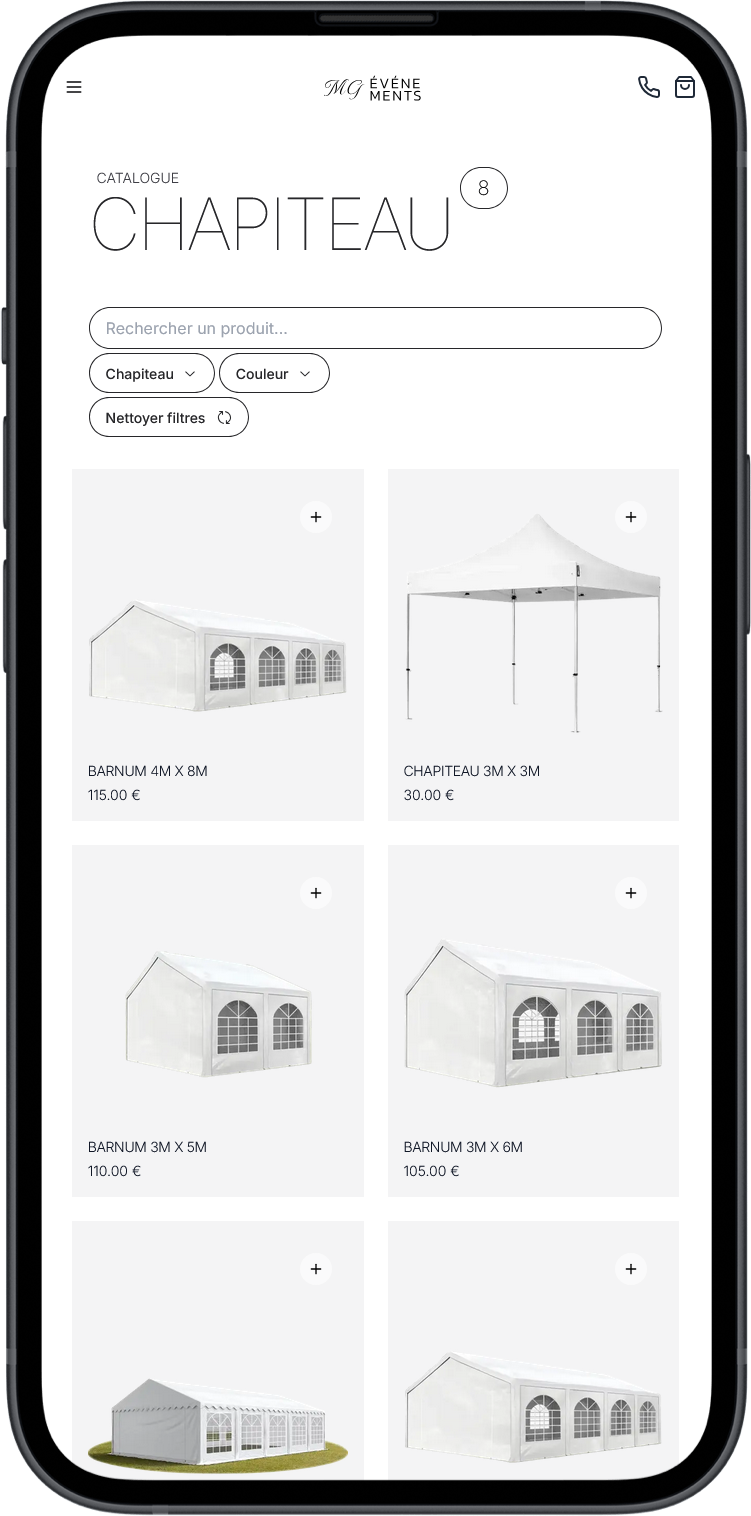 MG ÉVÉNE
MENTS
CATALOGUE
CHAPITEAU 8
Rechercher un produit...
Chapiteau Couleur
Nettoyer filtres
BARNUM 4M X 8M
115.00 €
CHAPITEAU 3M X 3M
30.00 €
BARNUM 3M X 5M
110.00 €
BARNUM 3M X 6M
105.00 €